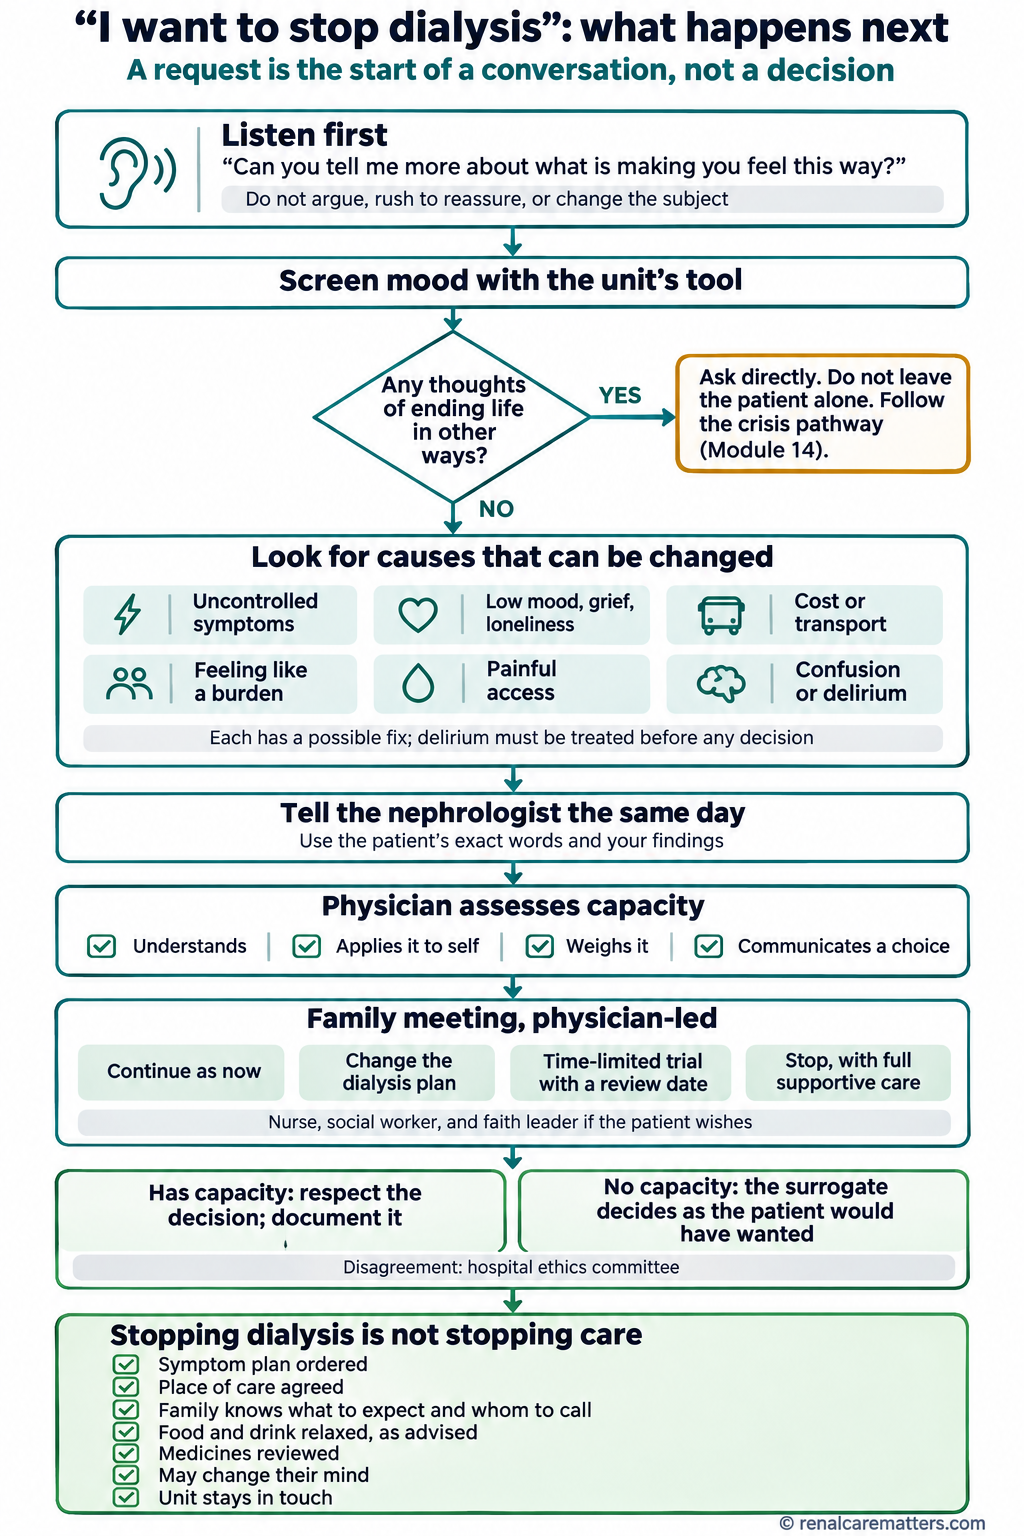 “I want to stop dialysis”: what happens next
A request is the start of a conversation, not a decision
Listen first
“Can you tell me more about what is making you feel this way?”
Do not argue, rush to reassure, or change the subject
Screen mood with the unit’s tool
Any thoughts
of ending life
in other
ways?
YES
Ask directly. Do not leave
the patient alone. Follow
the crisis pathway
(Module 14).
NO
Look for causes that can be changed
Uncontrolled
symptoms
Low mood, grief,
loneliness
Cost or
transport
Feeling like
a burden
Painful
access
Confusion
or delirium
Each has a possible fix; delirium must be treated before any decision
Tell the nephrologist the same day
Use the patient’s exact words and your findings
Physician assesses capacity
Understands
Applies it to self
Weighs it
Communicates a choice
Family meeting, physician-led
Continue as now
Change the
dialysis plan
Time-limited trial
with a review date
Stop, with full
supportive care
Nurse, social worker, and faith leader if the patient wishes
Has capacity: respect the
decision; document it
No capacity: the surrogate
decides as the patient would
have wanted
Disagreement: hospital ethics committee
Stopping dialysis is not stopping care
Symptom plan ordered
Place of care agreed
Family knows what to expect and whom to call
Food and drink relaxed, as advised
Medicines reviewed
May change their mind
Unit stays in touch
© renalcarematters.com